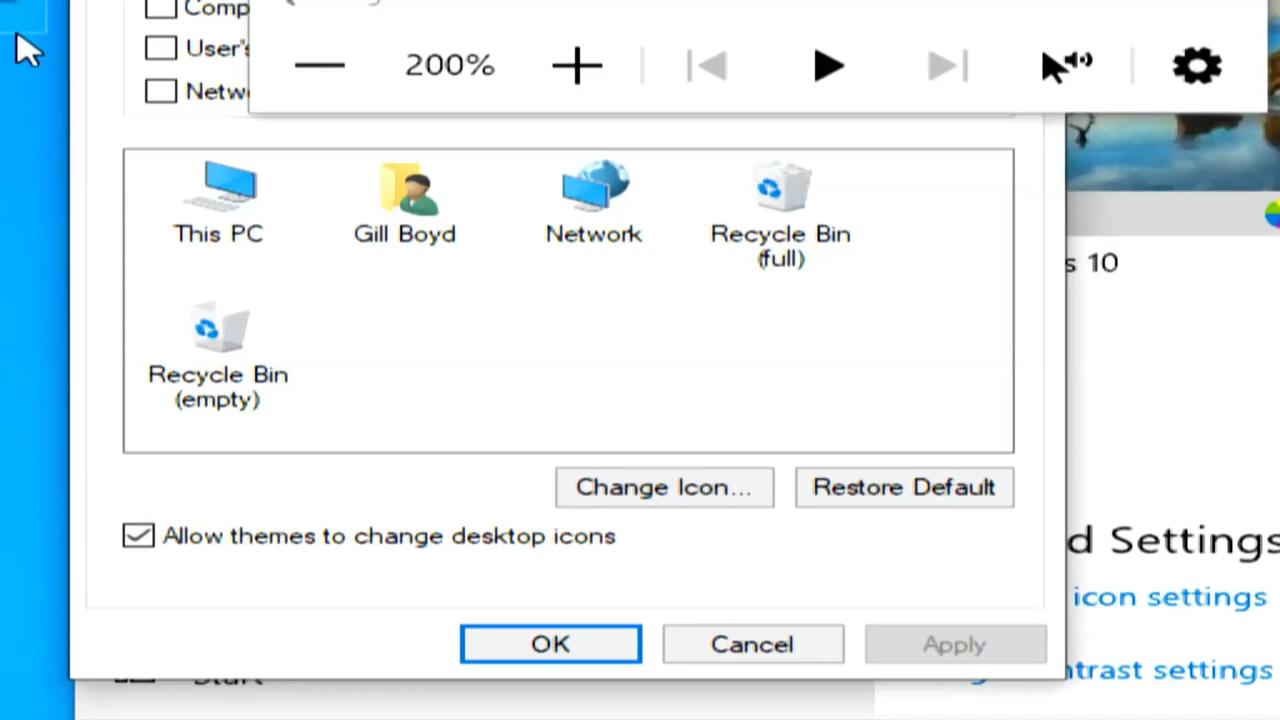 Comp
User's
Netw
200%
This PC
Gill Boyd
Network
Recycle Bin
(full)
Recycle Bin
(empty)
s 10
Change Icon...
Restore Default
Allow themes to change desktop icons
d Settings
icon settings
OK
Cancel
Apply
ntrast settings
Start